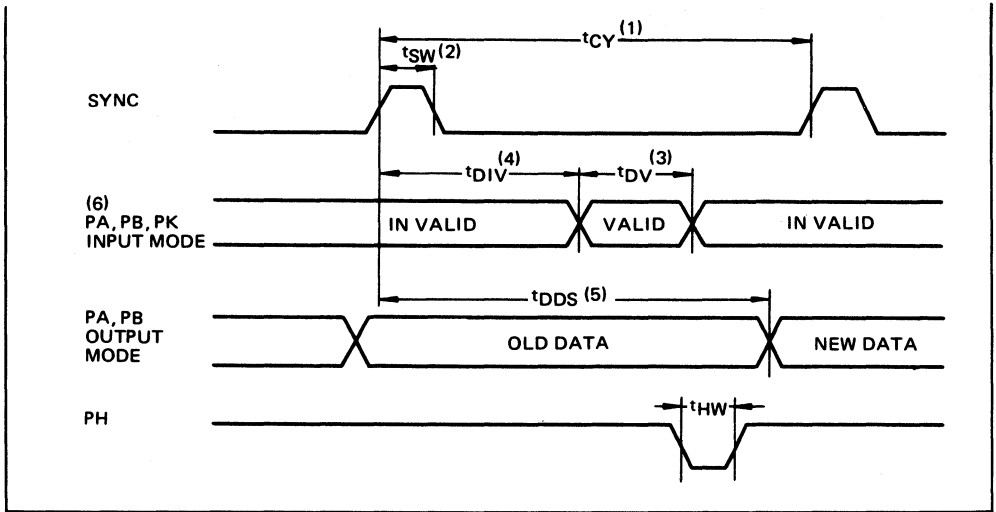 tCY (1)
tSW (2)
SYNC
tDIV (4)
tDV (3)
(6)
PA, PB, PK
INPUT MODE
IN VALID
VALID
IN VALID
tDDS (5)
PA, PB
OUTPUT
MODE
OLD DATA
NEW DATA
PH
tHW